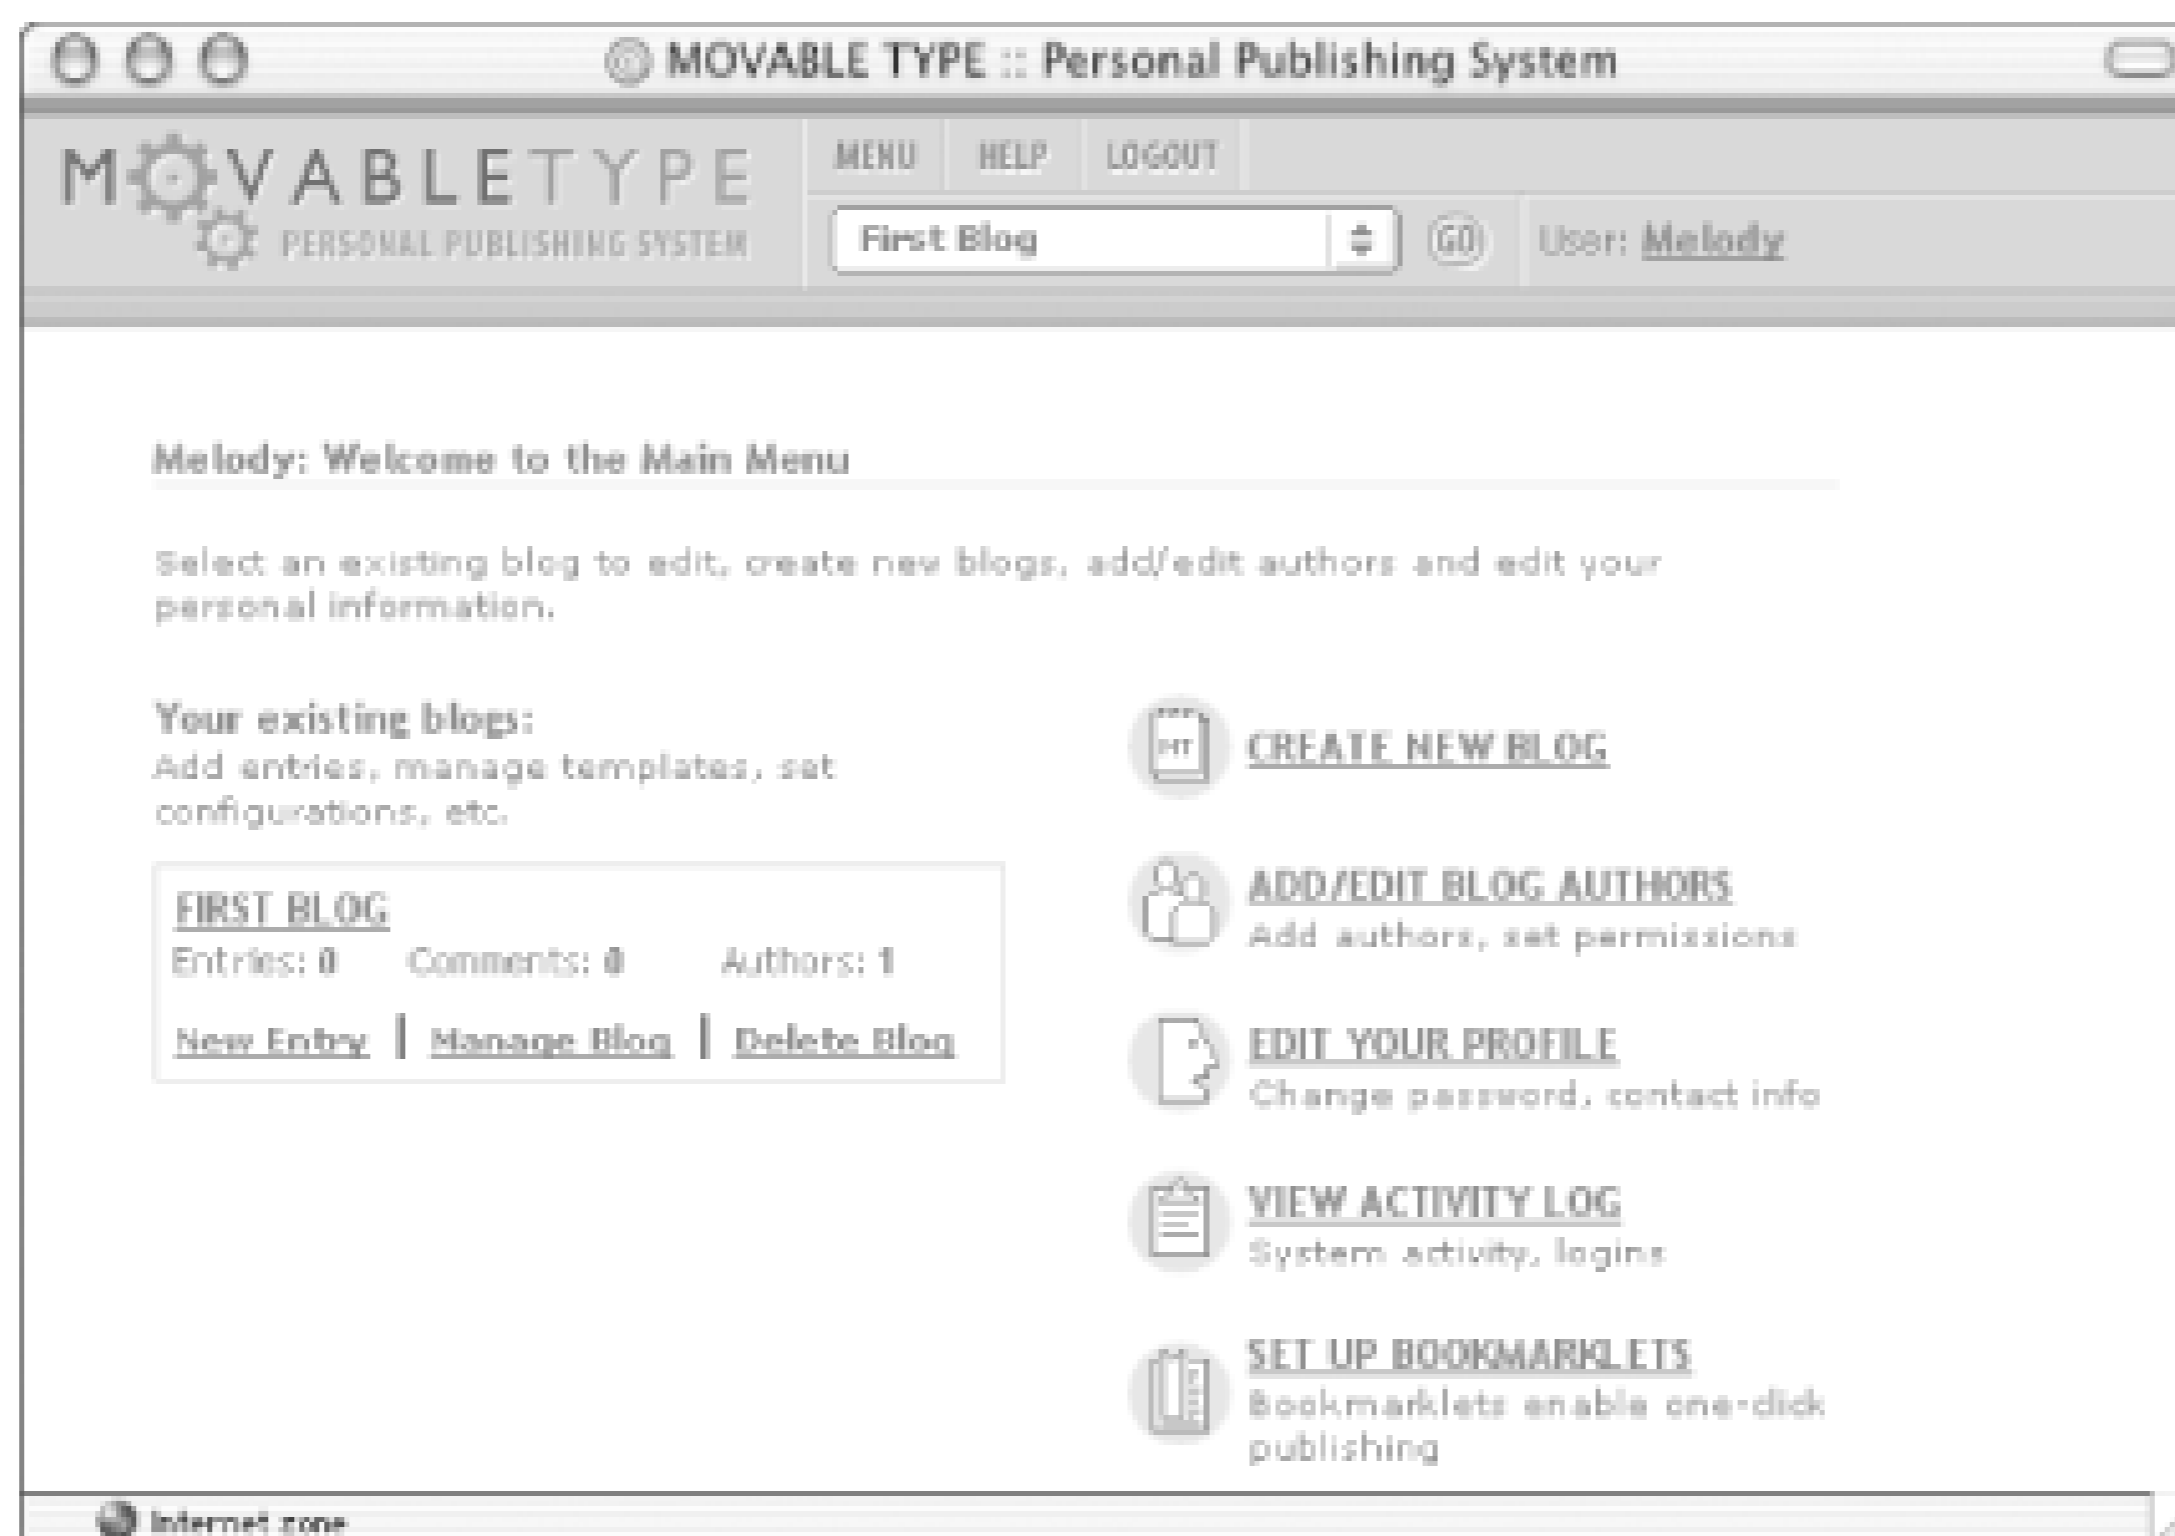 MOVABLE TYPE :: Personal Publishing System
MOVABLETYPE
PERSONAL PUBLISHING SYSTEM
MENU HELP LOGOUT
First Blog GO User: Melody
Melody: Welcome to the Main Menu
Select an existing blog to edit, create new blogs, add/edit authors and edit your
personal information.
Your existing blogs:
Add entries, manage templates, set
configurations, etc.
FIRST BLOG
Entries: 0 Comments: 0 Authors: 1
New Entry | Manage Blog | Delete Blog
MT
CREATE NEW BLOG
ADD/EDIT BLOG AUTHORS
Add authors, set permissions
EDIT YOUR PROFILE
Change password, contact info
VIEW ACTIVITY LOG
System activity, logins
SET UP BOOKMARKLETS
Bookmarklets enable one-click
publishing
Internet zone